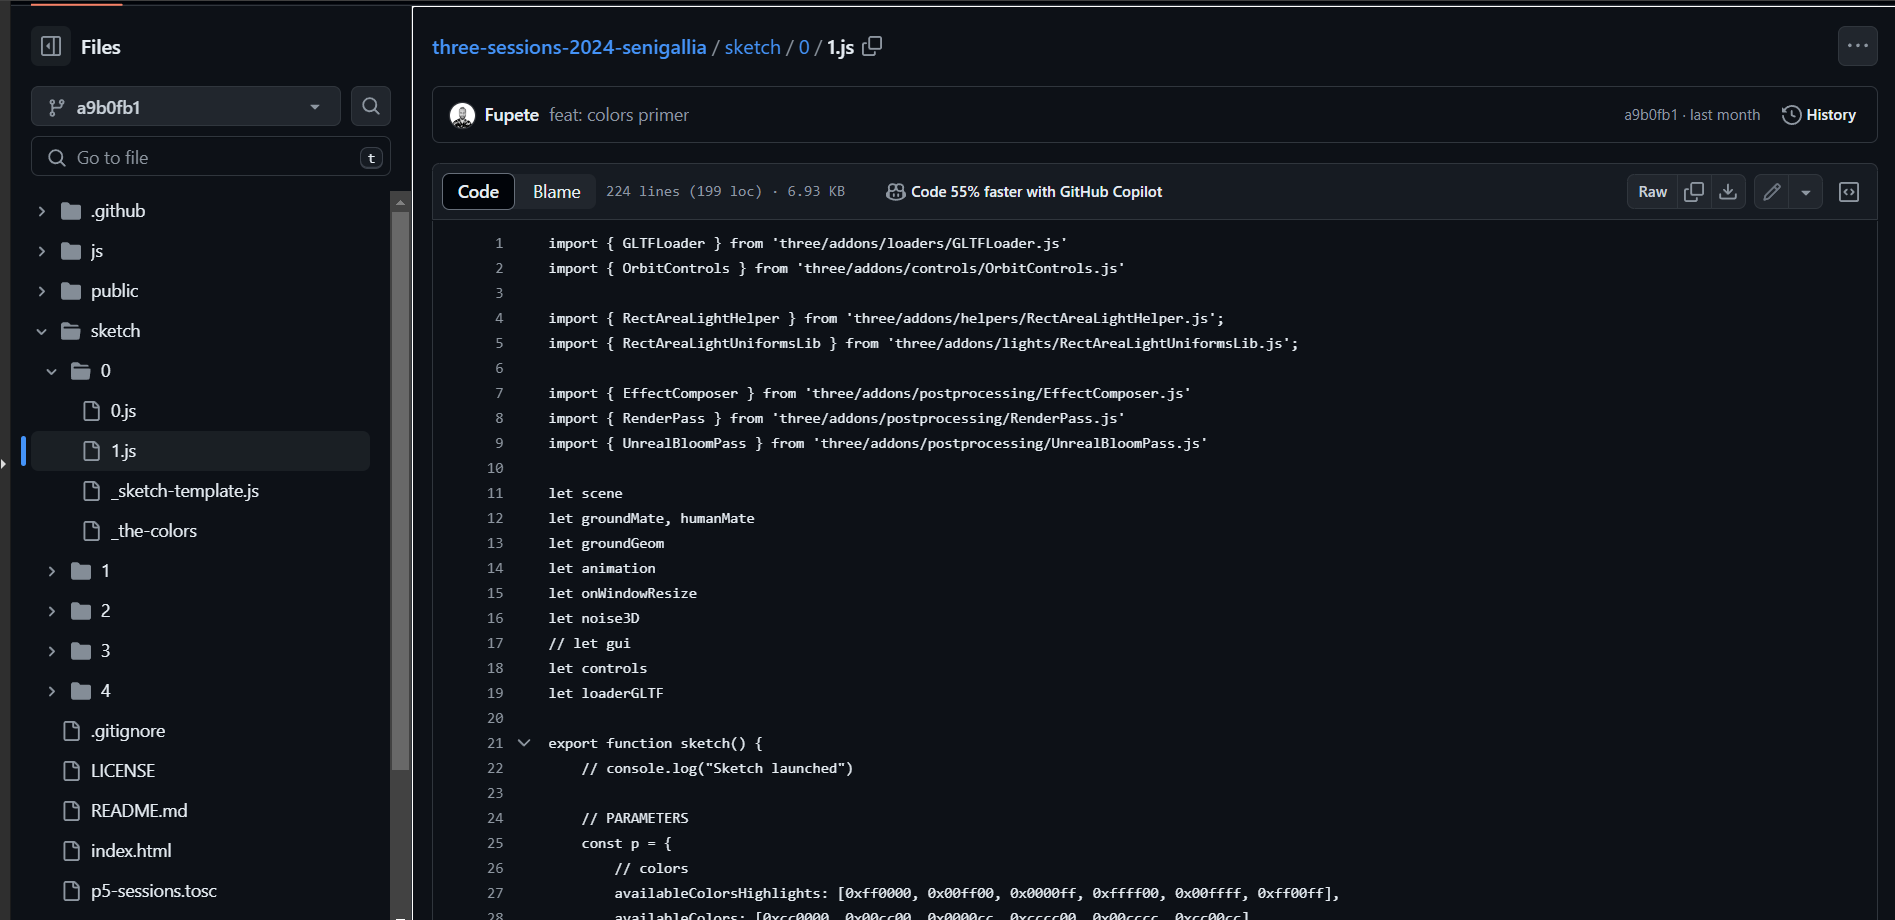 Files
a9b0fb1
Go to file
t
.github
js
public
sketch
0
0.js
1.js
_sketch-template.js
_the-colors
1
2
3
4
.gitignore
LICENSE
README.md
index.html
p5-sessions.tosc
three-sessions-2024-senigallia / sketch / 0 / 1.js
Fupete feat: colors primer
a9b0fb1 · last month
History
Code
Blame
224 lines (199 loc) · 6.93 KB
Code 55% faster with GitHub Copilot
Raw
1 import { GLTFLoader } from 'three/addons/loaders/GLTFLoader.js'
2 import { OrbitControls } from 'three/addons/controls/OrbitControls.js'
3
4 import { RectAreaLightHelper } from 'three/addons/helpers/RectAreaLightHelper.js';
5 import { RectAreaLightUniformsLib } from 'three/addons/lights/RectAreaLightUniformsLib.js';
6
7 import { EffectComposer } from 'three/addons/postprocessing/EffectComposer.js'
8 import { RenderPass } from 'three/addons/postprocessing/RenderPass.js'
9 import { UnrealBloomPass } from 'three/addons/postprocessing/UnrealBloomPass.js'
10
11 let scene
12 let groundMate, humanMate
13 let groundGeom
14 let animation
15 let onWindowResize
16 let noise3D
17 // let gui
18 let controls
19 let loaderGLTF
20
21 export function sketch() {
22 // console.log("Sketch launched")
23
24 // PARAMETERS
25 const p = {
26 // colors
27 availableColorsHighlights: [0xff0000, 0x00ff00, 0x0000ff, 0xffff00, 0x00ffff, 0xff00ff],
28 availableColors: [0xcc0000, 0x00cc00, 0x0000cc, 0xcccc00, 0x00cccc, 0xcc00cc]